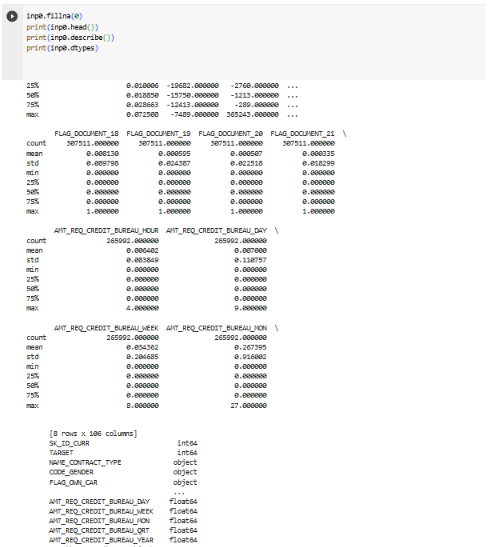 inp0.fillna(0)
print(inp0.head())
print(inp0.describe())
print(inp0.dtypes)
25% 0.010006 -19682.000000 -2760.000000 ...
50% 0.018850 -15750.000000 -1213.000000 ...
75% 0.028663 -12413.000000 -289.000000 ...
max 0.072508 -7489.000000 365243.000000 ...
FLAG_DOCUMENT_18 FLAG_DOCUMENT_19 FLAG_DOCUMENT_20 FLAG_DOCUMENT_21 \
count 307511.000000 307511.000000 307511.000000 307511.000000
mean 0.008130 0.000595 0.000507 0.000335
std 0.089798 0.024387 0.022518 0.018299
min 0.000000 0.000000 0.000000 0.000000
25% 0.000000 0.000000 0.000000 0.000000
50% 0.000000 0.000000 0.000000 0.000000
75% 0.000000 0.000000 0.000000 0.000000
max 1.000000 1.000000 1.000000 1.000000
AMT_REQ_CREDIT_BUREAU_HOUR AMT_REQ_CREDIT_BUREAU_DAY \
count 265992.000000 265992.000000
mean 0.006402 0.007000
std 0.083849 0.110757
min 0.000000 0.000000
25% 0.000000 0.000000
50% 0.000000 0.000000
75% 0.000000 0.000000
max 4.000000 9.000000
AMT_REQ_CREDIT_BUREAU_WEEK AMT_REQ_CREDIT_BUREAU_MON \
count 265992.000000 265992.000000
mean 0.034362 0.267395
std 0.204685 0.916002
min 0.000000 0.000000
25% 0.000000 0.000000
50% 0.000000 0.000000
75% 0.000000 0.000000
max 8.000000 27.000000
[8 rows x 106 columns]
SK_ID_CURR int64
TARGET int64
NAME_CONTRACT_TYPE object
CODE_GENDER object
FLAG_OWN_CAR object
...
AMT_REQ_CREDIT_BUREAU_DAY float64
AMT_REQ_CREDIT_BUREAU_WEEK float64
AMT_REQ_CREDIT_BUREAU_MON float64
AMT_REQ_CREDIT_BUREAU_QRT float64
AMT_REQ_CREDIT_BUREAU_YEAR float64